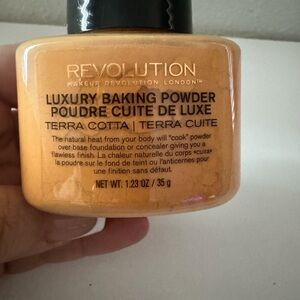 REVOLUTION
MAKEUP REVOLUTION LONDON™
LUXURY BAKING POWDER
POUDRE CUITE DE LUXE
TERRA COTTA | TERRA CUITE
The natural heat from your body will "cook" powder
over base foundation or concealer giving you a
flawless finish. La chaleur naturelle du corps «cuira»
la poudre sur le fond de teint ou l'anticernes pour
une finition sans défaut.
NET WT. 1.23 OZ / 35 g